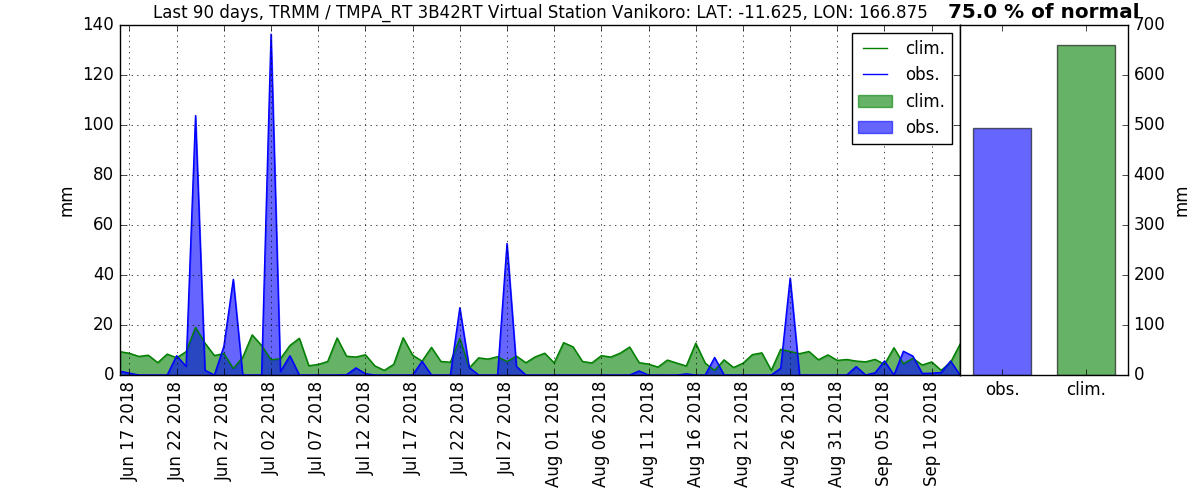 Last 90 days, TRMM / TMPA_RT 3B42RT Virtual Station Vanikoro: LAT: -11.625, LON: 166.875
75.0 % of normal
140
120
100
80
60
40
20
0
mm
clim.
obs.
clim.
obs.
Jun 17 2018
Jun 22 2018
Jun 27 2018
Jul 02 2018
Jul 07 2018
Jul 12 2018
Jul 17 2018
Jul 22 2018
Jul 27 2018
Aug 01 2018
Aug 06 2018
Aug 11 2018
Aug 16 2018
Aug 21 2018
Aug 26 2018
Aug 31 2018
Sep 05 2018
Sep 10 2018
700
600
500
400
300
200
100
0
mm
obs.
clim.